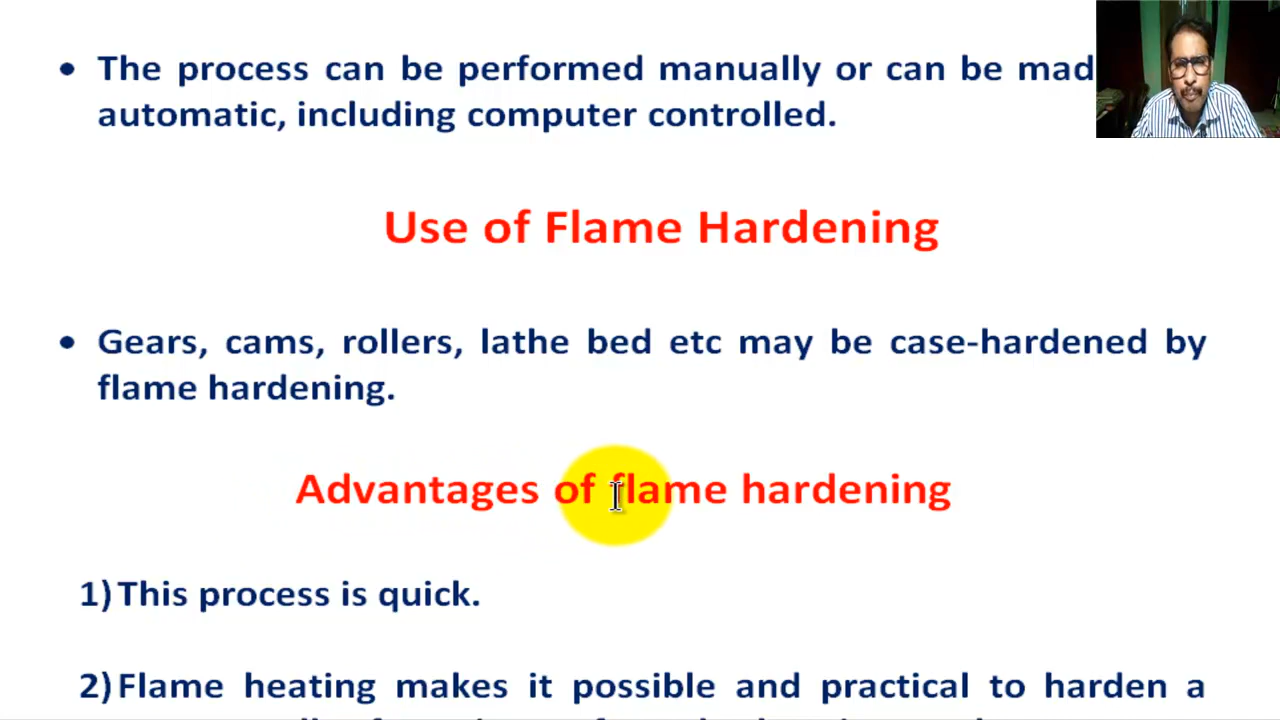 • The process can be performed manually or can be mad
automatic, including computer controlled.
Use of Flame Hardening
• Gears, cams, rollers, lathe bed etc may be case-hardened by
flame hardening.
Advantages of flame hardening
1) This process is quick.
2) Flame heating makes it possible and practical to harden a